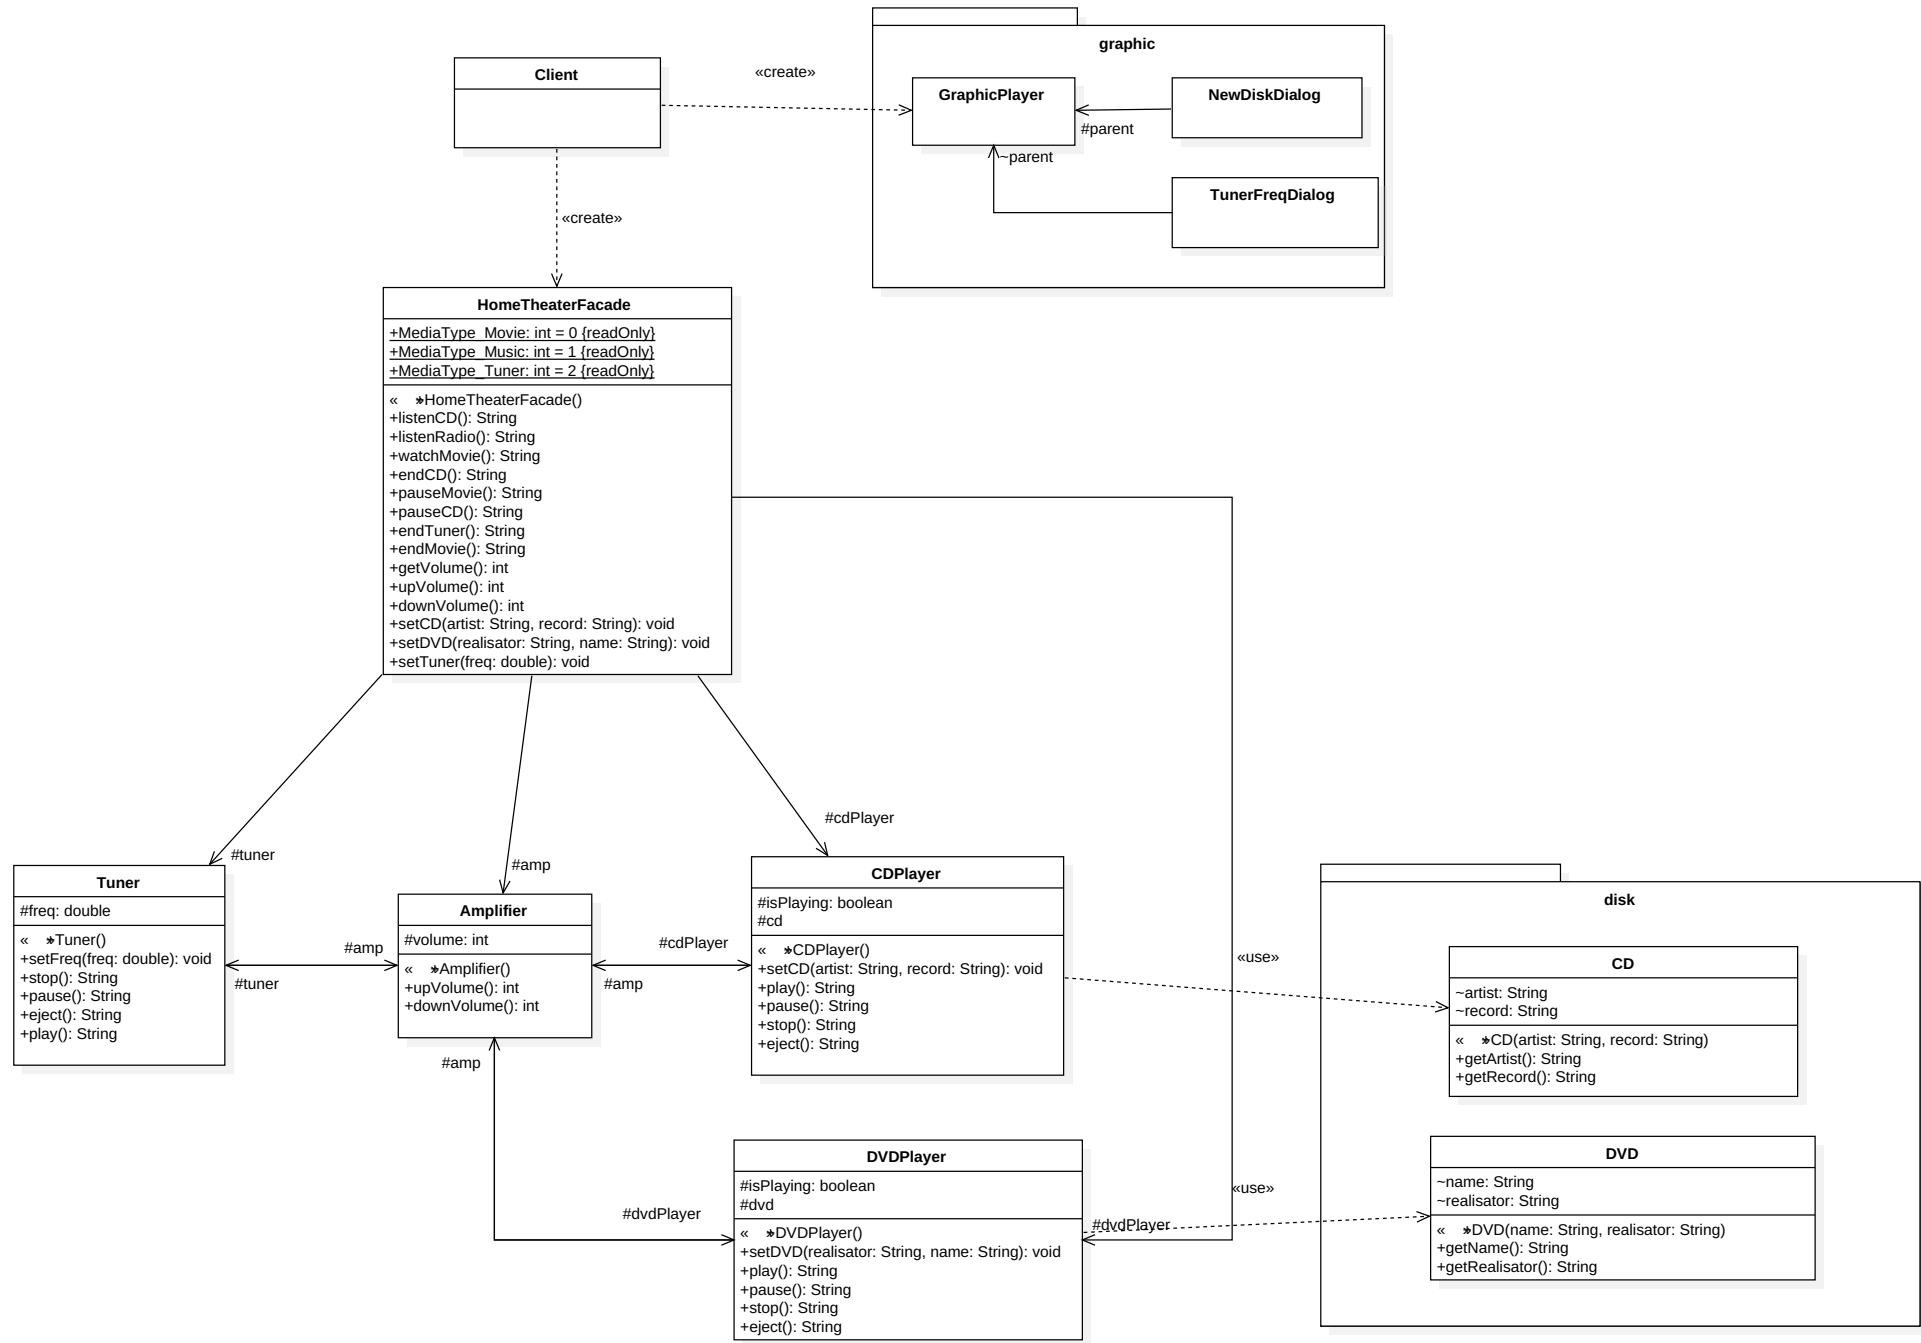 graphic
Client
«create»
GraphicPlayer
NewDiskDialog
#parent
~parent
TunerFreqDialog
«create»
HomeTheaterFacade
+MediaType_Movie: int = 0 {readOnly}
+MediaType_Music: int = 1 {readOnly}
+MediaType_Tuner: int = 2 {readOnly}
« »+HomeTheaterFacade()
+listenCD(): String
+listenRadio(): String
+watchMovie(): String
+endCD(): String
+pauseMovie(): String
+pauseCD(): String
+endTuner(): String
+endMovie(): String
+getVolume(): int
+upVolume(): int
+downVolume(): int
+setCD(artist: String, record: String): void
+setDVD(realisator: String, name: String): void
+setTuner(freq: double): void
#cdPlayer
#tuner
#amp
Tuner
#freq: double
« »+Tuner()
+setFreq(freq: double): void
+stop(): String
+pause(): String
+eject(): String
+play(): String
#amp
#tuner
Amplifier
#volume: int
« »+Amplifier()
+upVolume(): int
+downVolume(): int
#cdPlayer
#amp
#amp
CDPlayer
#isPlaying: boolean
#cd
« »+CDPlayer()
+setCD(artist: String, record: String): void
+play(): String
+pause(): String
+stop(): String
+eject(): String
«use»
disk
CD
~artist: String
~record: String
« »+CD(artist: String, record: String)
+getArtist(): String
+getRecord(): String
DVDPlayer
#isPlaying: boolean
#dvd
« »+DVDPlayer()
+setDVD(realisator: String, name: String): void
+play(): String
+pause(): String
+stop(): String
+eject(): String
#dvdPlayer
«use»
#dvdPlayer
DVD
~name: String
~realisator: String
« »+DVD(name: String, realisator: String)
+getName(): String
+getRealisator(): String